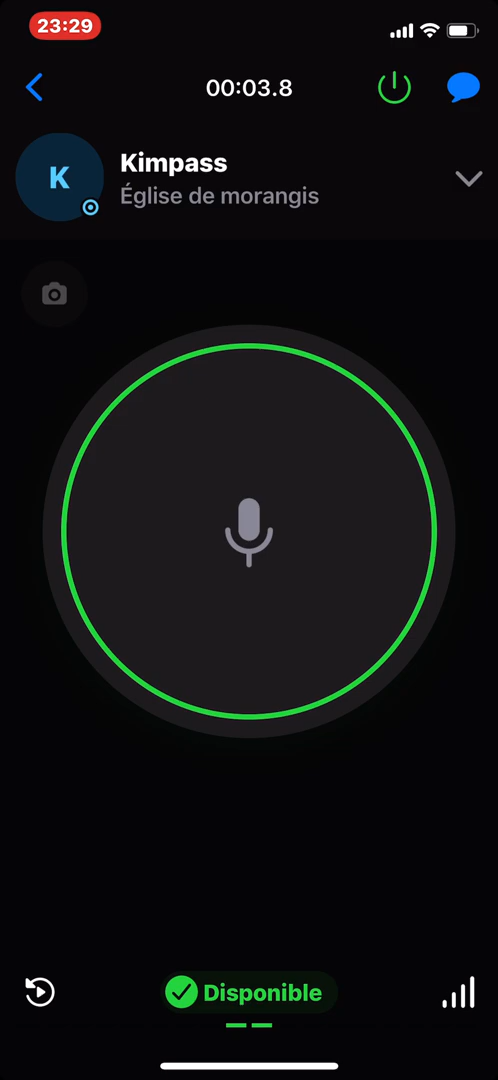 23:29
00:03.8
K
Kimpass
Église de morangis
Disponible